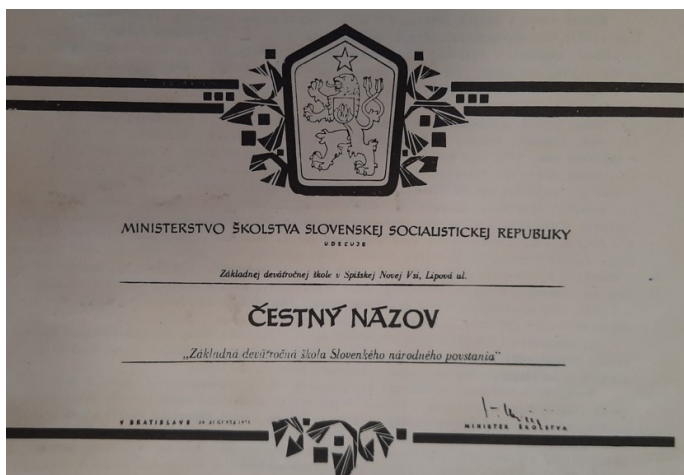 MINISTERSTVO ŠKOLSTVA SLOVENSKEJ SOCIALISTICKEJ REPUBLIKY
UDEĽUJE
Základnej deväťročnej škole v Spišskej Novej Vsi, Lipová ul.
ČESTNÝ NÁZOV
„Základná deväťročná škola Slovenského národného povstania“
V BRATISLAVE
MINISTER ŠKOLSTVA